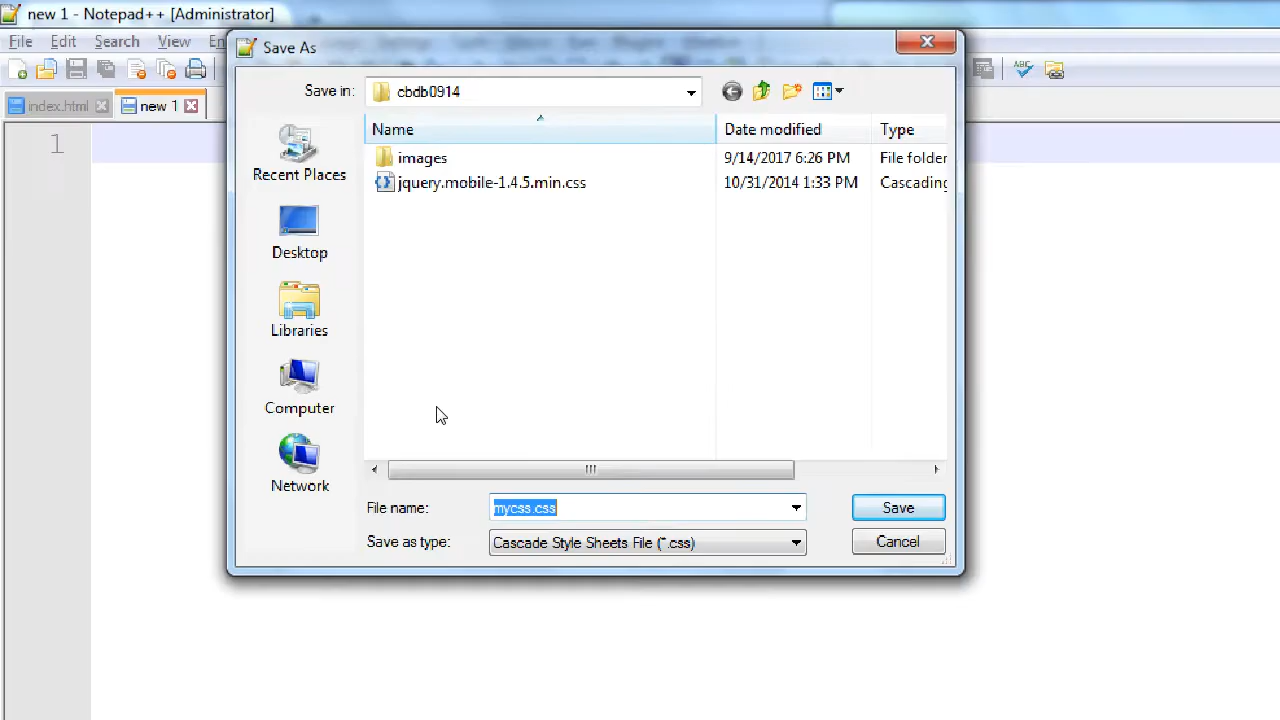 new 1 - Notepad++ [Administrator]
File Edit Search View En
Save As
index.html
new 1
Save in: cbdb0914
Name Date modified Type
images 9/14/2017 6:26 PM File folder
jquery.mobile-1.4.5.min.css 10/31/2014 1:33 PM Cascading
Recent Places
Desktop
Libraries
Computer
Network
File name: mycss.css Save
Save as type: Cascade Style Sheets File (*.css) Cancel
1
ABC